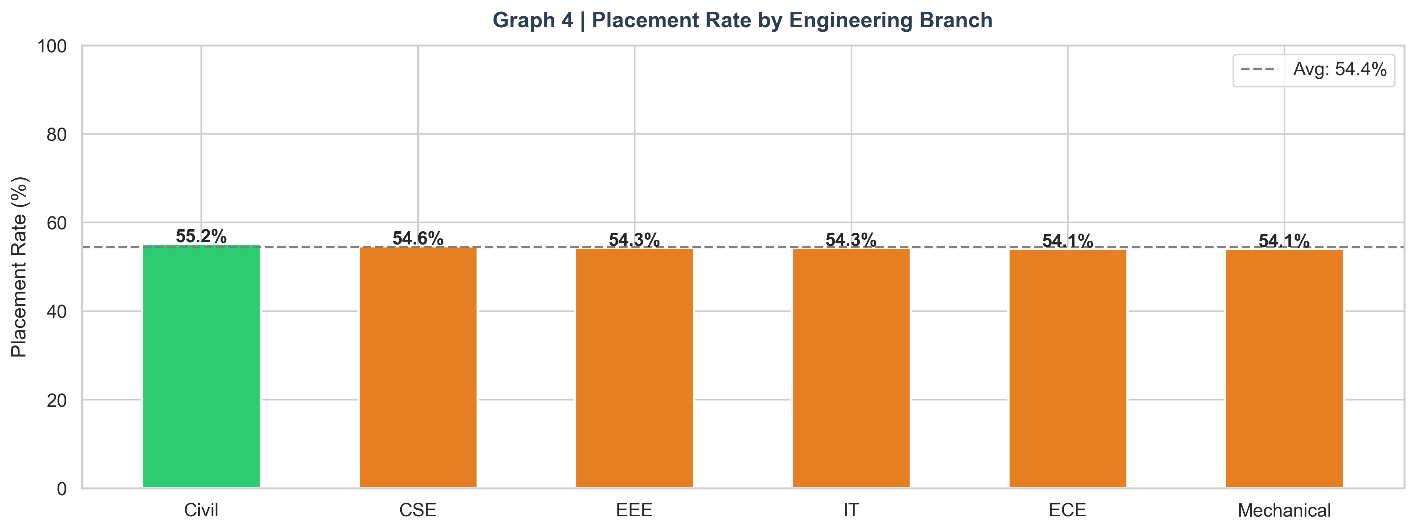 Graph 4 | Placement Rate by Engineering Branch
Avg: 54.4%
Placement Rate (%)
100
80
60
40
20
0
55.2%
54.6%
54.3%
54.3%
54.1%
54.1%
Civil
CSE
EEE
IT
ECE
Mechanical